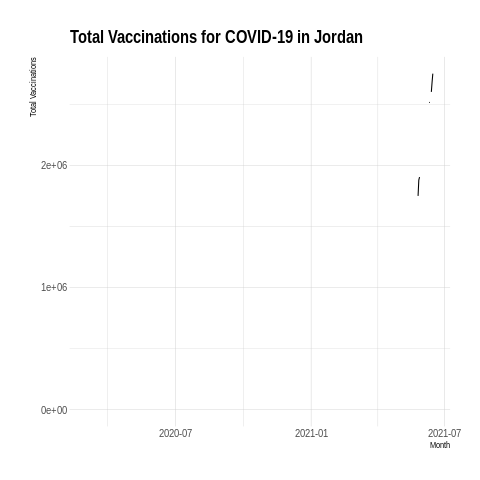 Total Vaccinations for COVID-19 in Jordan
Total Vaccinations
2e+06
1e+06
0e+00
2020-07
2021-01
2021-07
Month